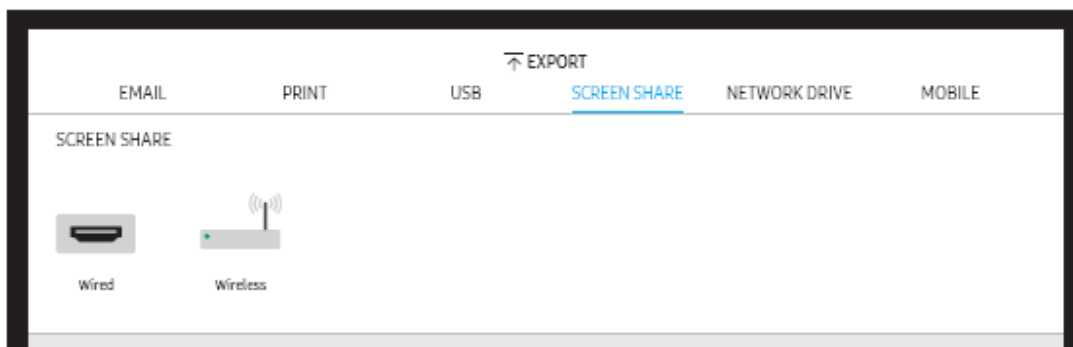 EXPORT
EMAIL PRINT USB SCREEN SHARE NETWORK DRIVE MOBILE
SCREEN SHARE
Wired Wireless